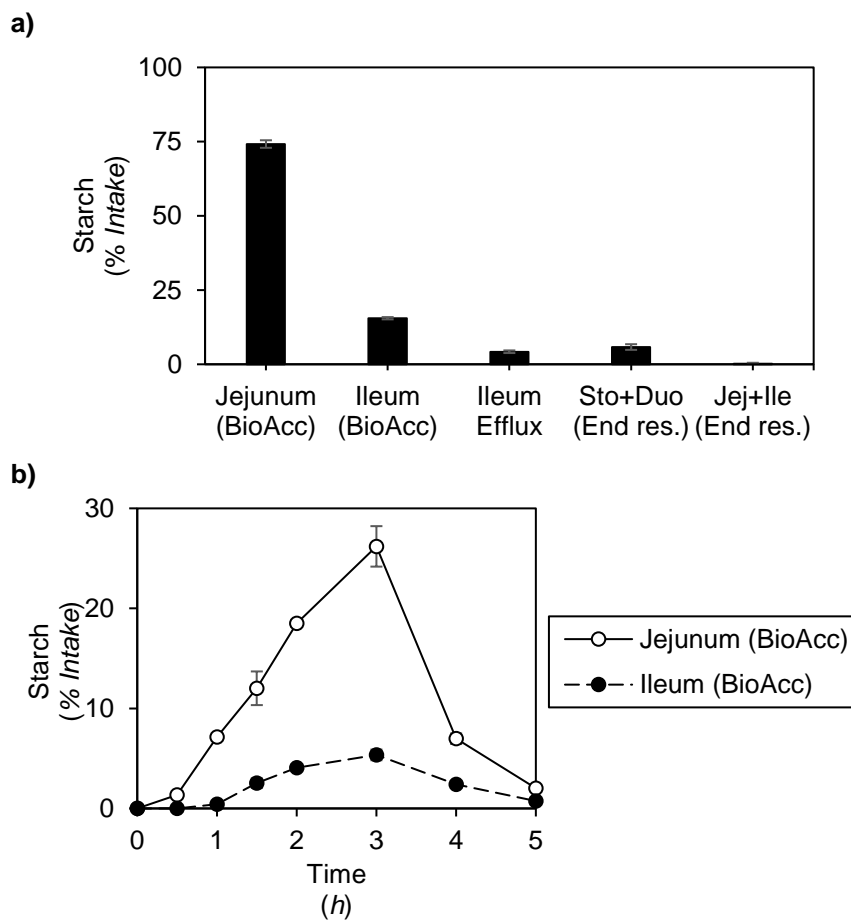 a)
100
75
50
25
0
Starch
(% Intake)
Jejunum
(BioAcc)
Ileum
(BioAcc)
Ileum
Efflux
Sto+Duo
(End res.)
Jej+Ile
(End res.)
b)
30
20
10
0
Starch
(% Intake)
0 1 2 3 4 5
Time
(h)
Jejunum (BioAcc)
Ileum (BioAcc)